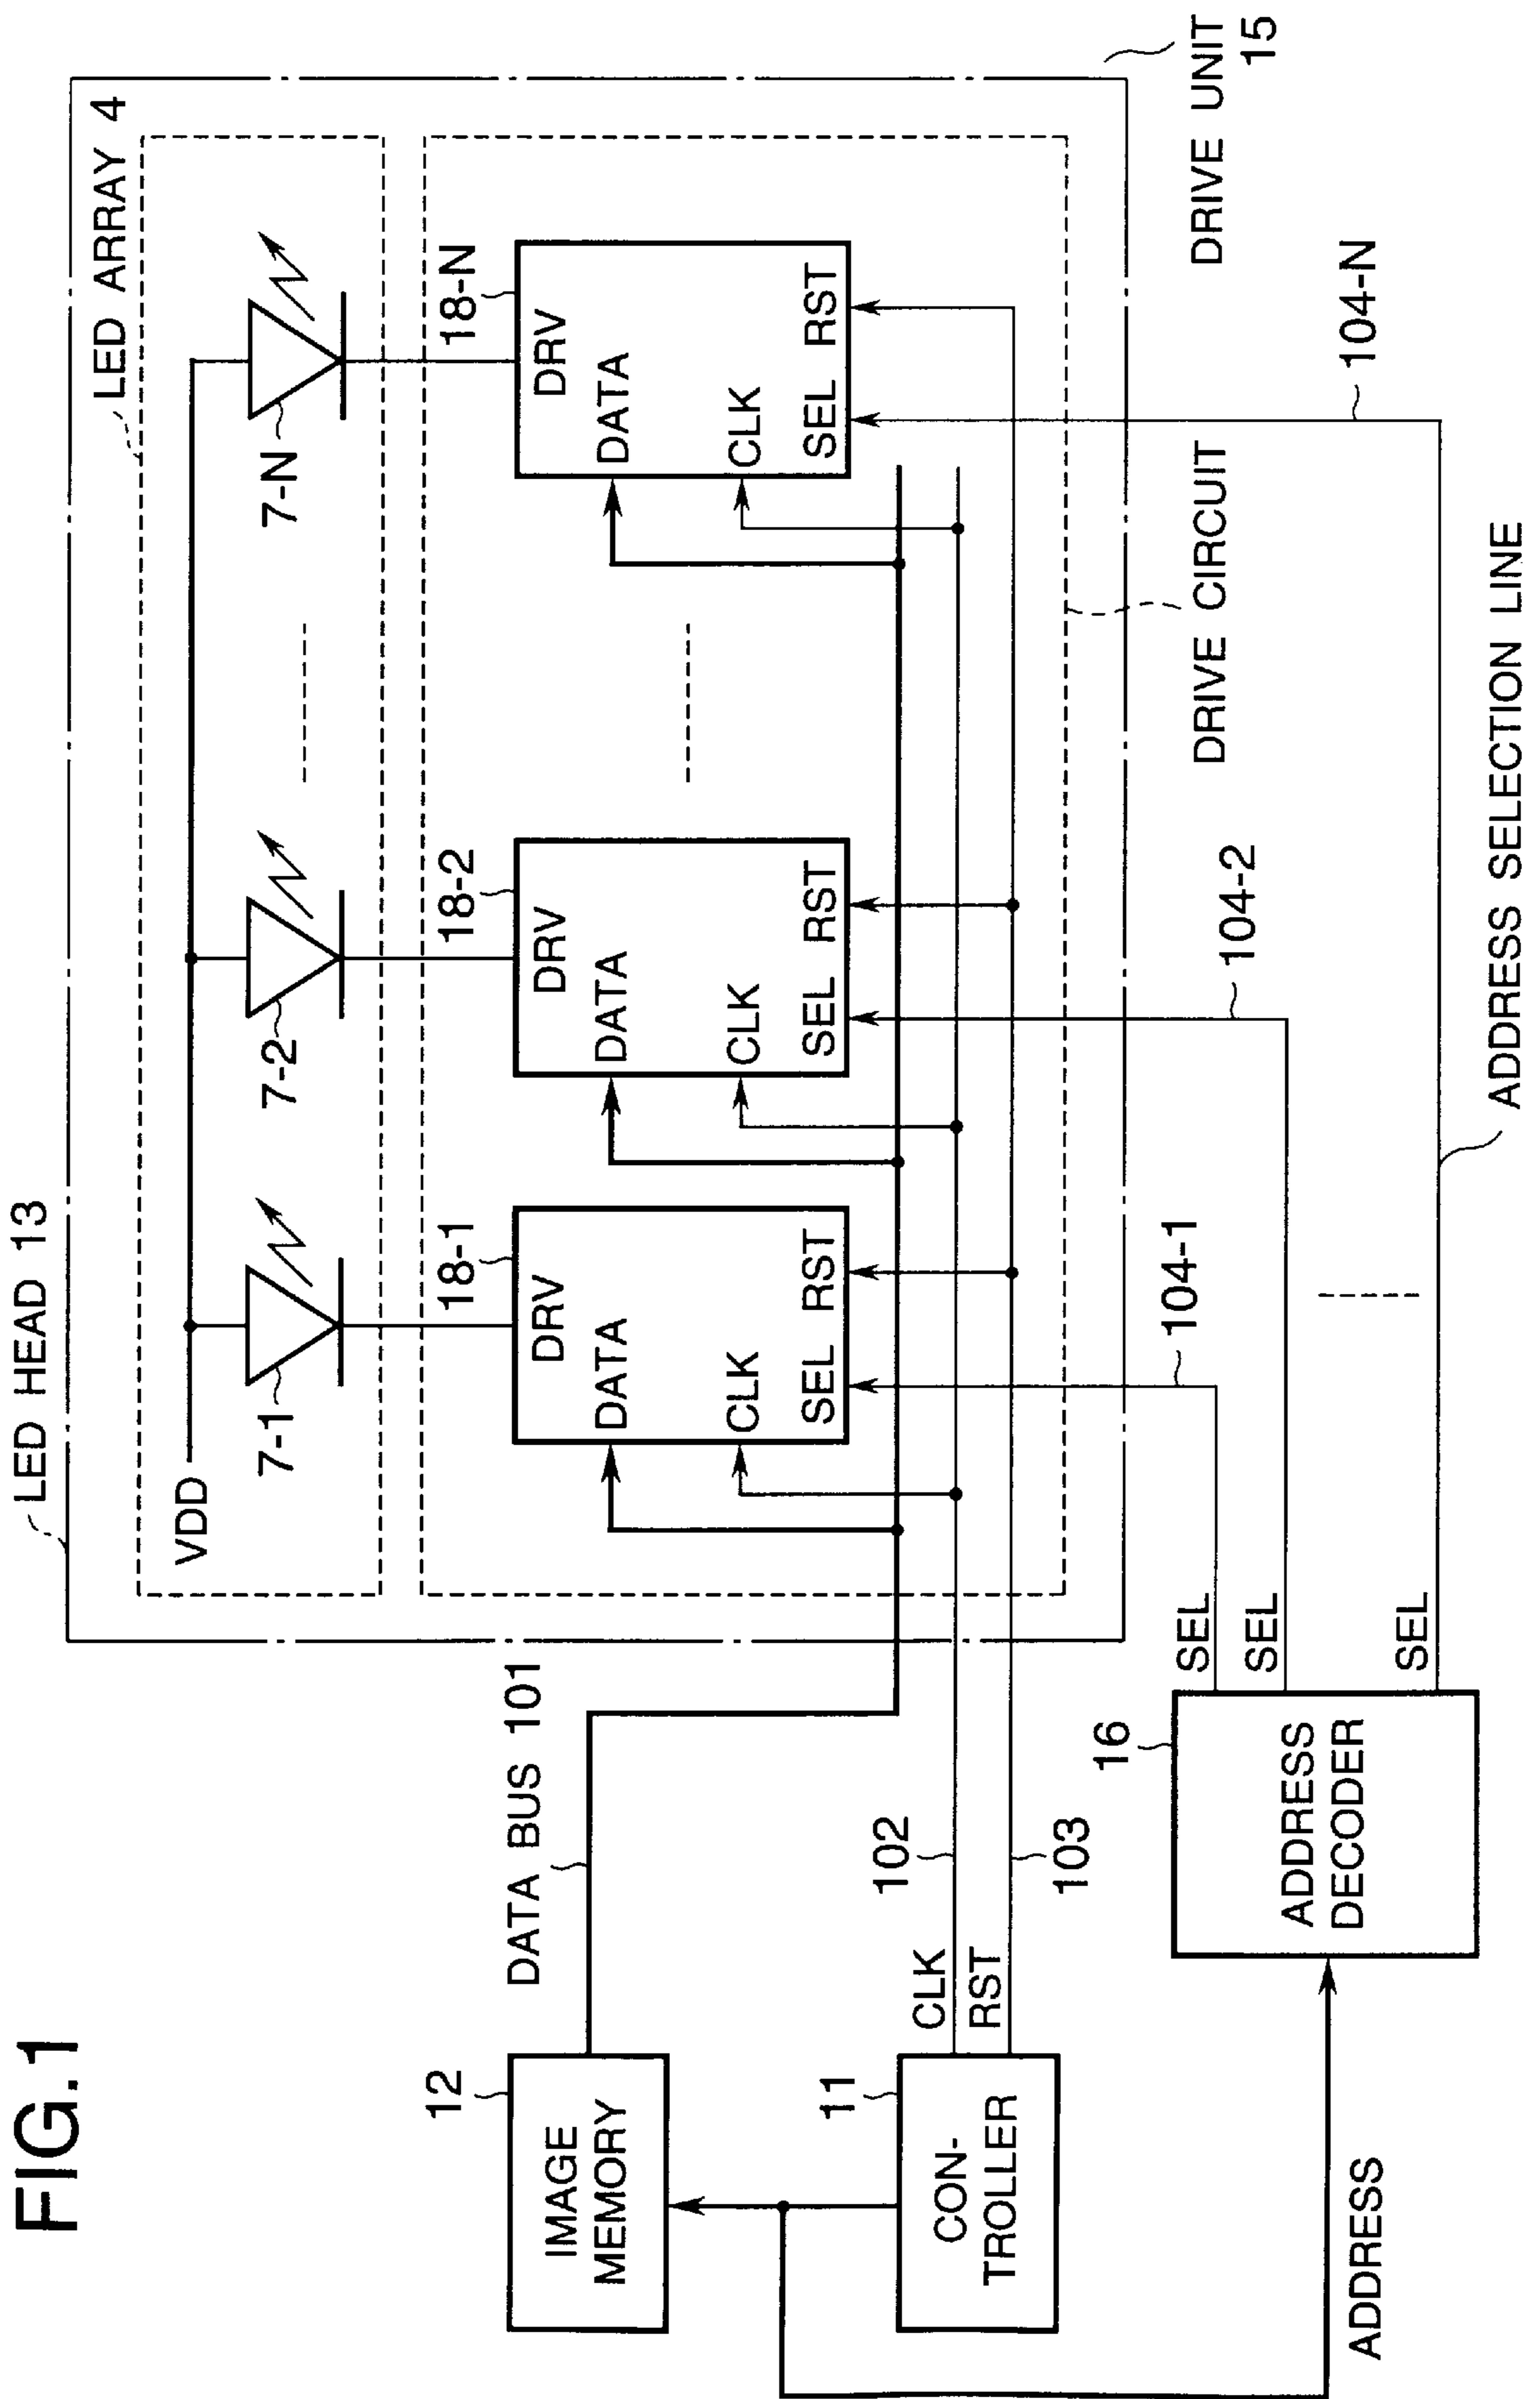 FIG.1
LED HEAD 13
LED ARRAY 4
VDD
7-1
7-2
7-N
18-1
18-2
18-N
DRV
DATA
CLK
SEL RST
DRV
DATA
CLK
SEL RST
DRV
DATA
CLK
SEL RST
12
IMAGE
MEMORY
DATA BUS 101
11
CON-
TROLLER
CLK
RST
102
103
16
ADDRESS
DECODER
SEL
SEL
SEL
104-1
104-2
104-N
DRIVE CIRCUIT
DRIVE UNIT
15
ADDRESS
ADDRESS SELECTION LINE